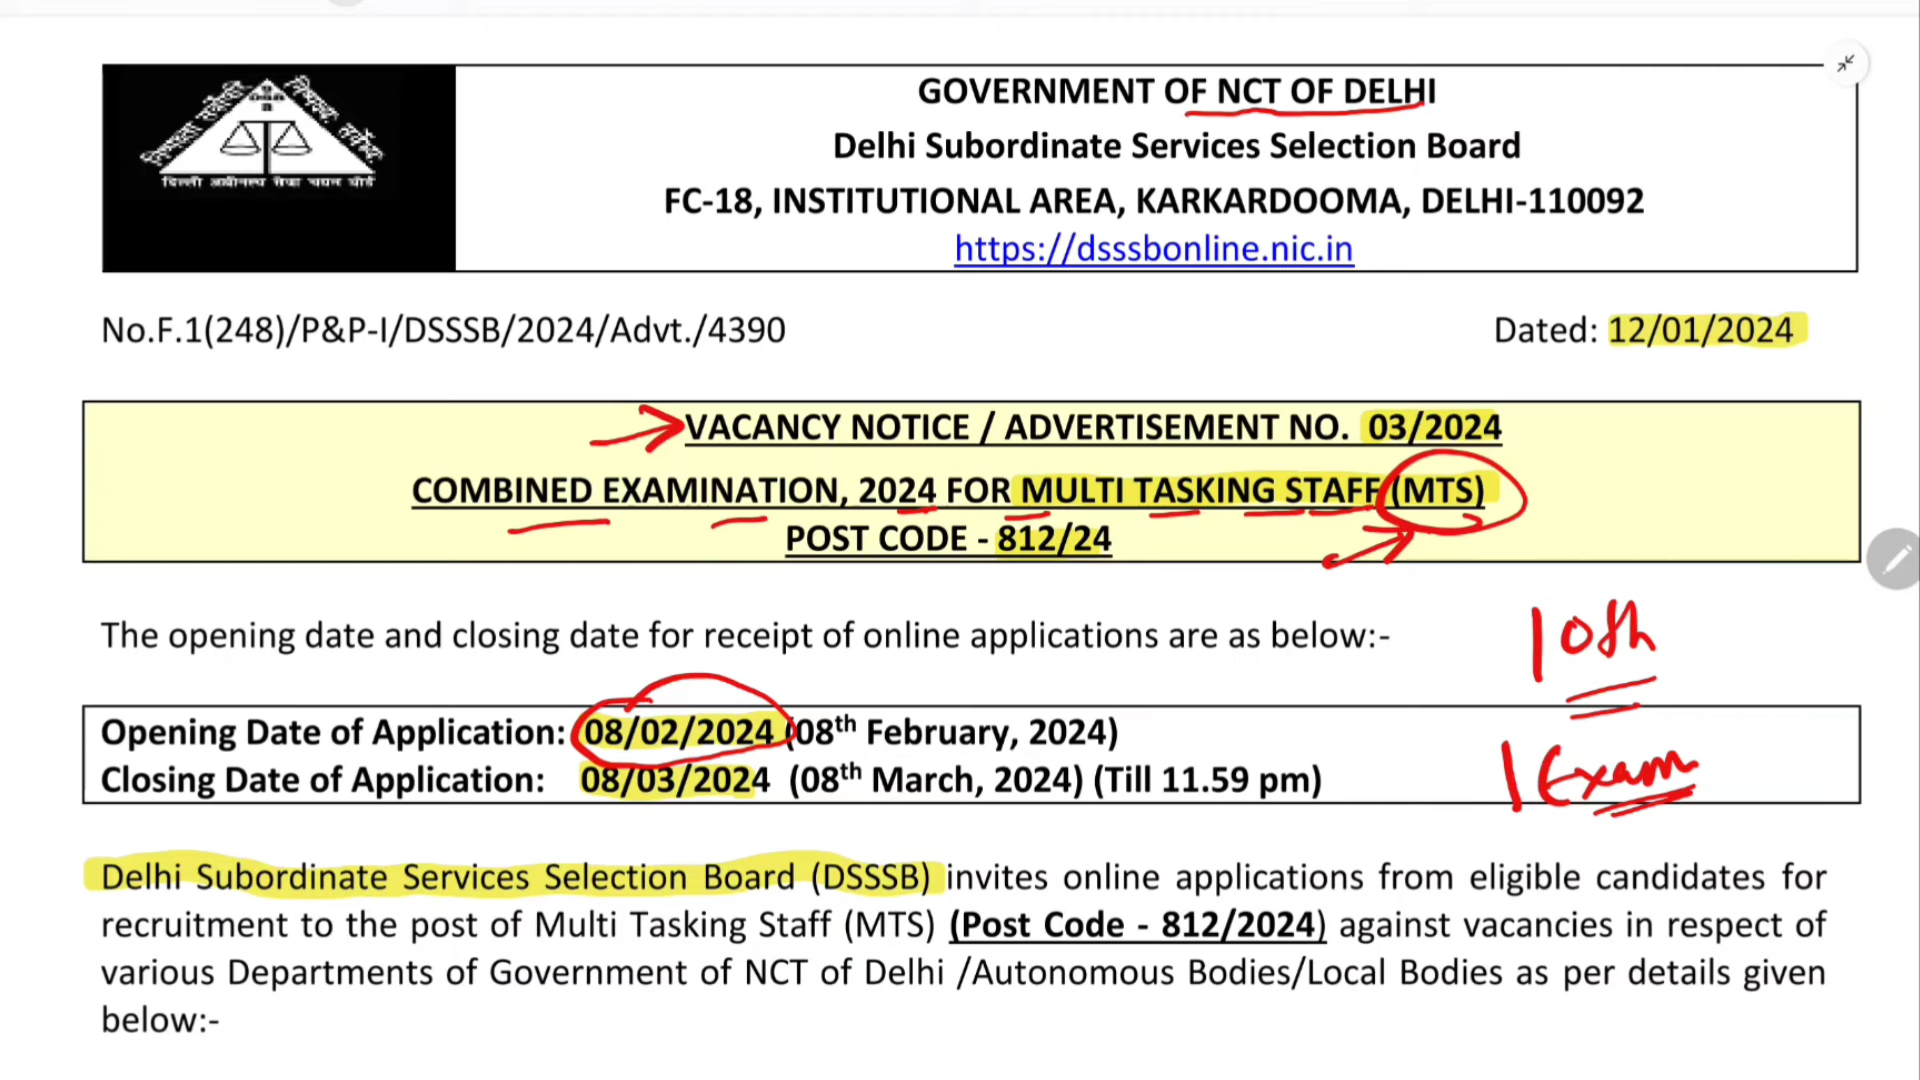 GOVERNMENT OF NCT OF DELHI
Delhi Subordinate Services Selection Board
FC-18, INSTITUTIONAL AREA, KARKARDOOMA, DELHI-110092
https://dsssbonline.nic.in
दिल्ली अधीनस्थ सेवा चयन बोर्ड
No.F.1(248)/P&P-I/DSSSB/2024/Advt./4390
Dated: 12/01/2024
VACANCY NOTICE / ADVERTISEMENT NO. 03/2024
COMBINED EXAMINATION, 2024 FOR MULTI TASKING STAFF (MTS)
POST CODE - 812/24
The opening date and closing date for receipt of online applications are as below:-
10th
Opening Date of Application: 08/02/2024 (08th February, 2024)
Closing Date of Application: 08/03/2024 (08th March, 2024) (Till 11.59 pm)
1 Exam
Delhi Subordinate Services Selection Board (DSSSB) invites online applications from eligible candidates for
recruitment to the post of Multi Tasking Staff (MTS) (Post Code - 812/2024) against vacancies in respect of
various Departments of Government of NCT of Delhi /Autonomous Bodies/Local Bodies as per details given
below:-